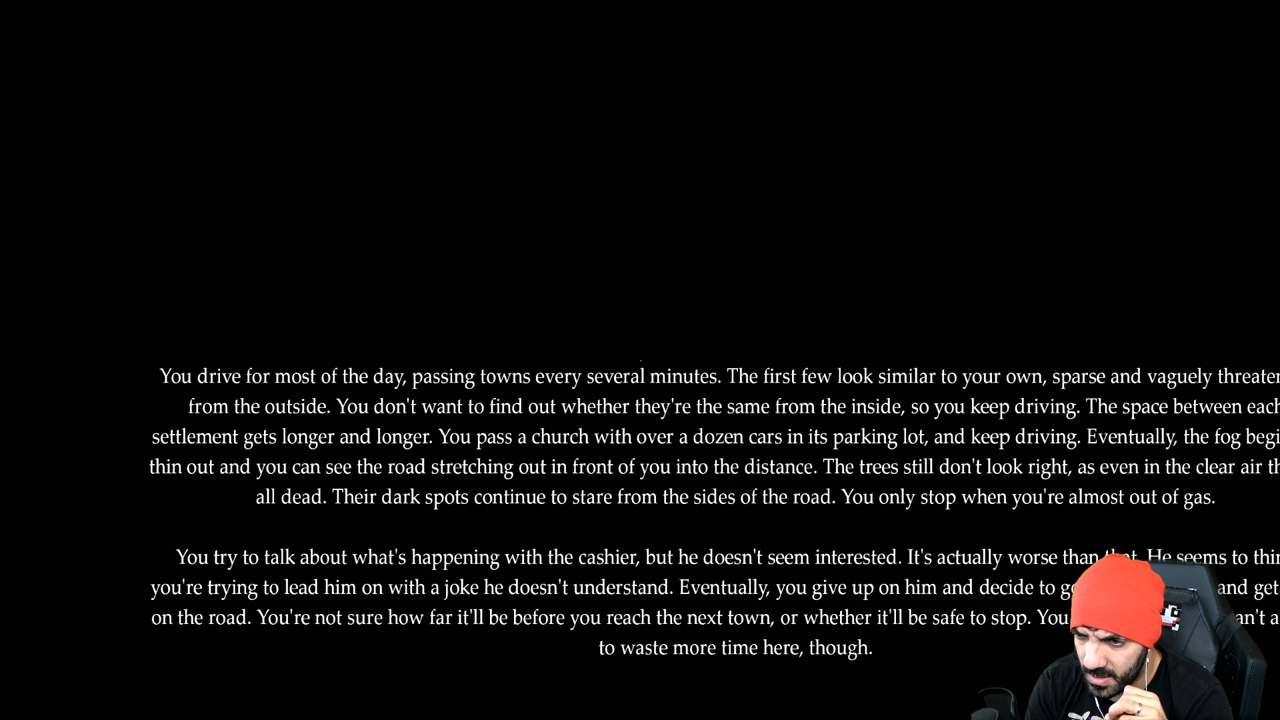 You drive for most of the day, passing towns every several minutes. The first few look similar to your own, sparse and vaguely
from the outside. You don't want to find out whether they're the same from the inside, so you keep driving. The space between each
settlement gets longer and longer. You pass a church with over a dozen cars in its parking lot, and keep driving. Eventually, the fog
thin out and you can see the road stretching out in front of you into the distance. The trees still don't look right, as even in the clear air
all dead. Their dark spots continue to stare from the sides of the road. You only stop when you're almost out of gas.
You try to talk about what's happening with the cashier, but he doesn't seem interested. It's actually worse than that. He seems to
you're trying to lead him on with a joke he doesn't understand. Eventually, you give up on him and decide to and get
on the road. You're not sure how far it'll be before you reach the next town, or whether it'll be safe to stop.
to waste more time here, though.